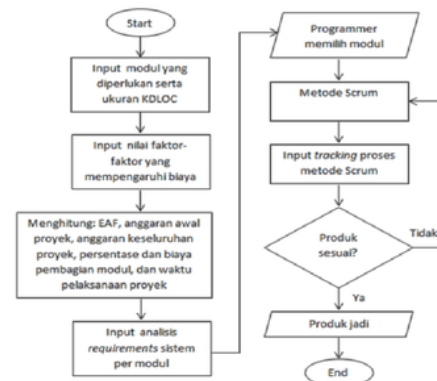 Start
Input modul yang
diperlukan serta
ukuran KDLOC
Input nilai faktor-
faktor yang
mempengaruhi biaya
Menghitung: EAF, anggaran awal
proyek, anggaran keseluruhan
proyek, persentase dan biaya
pembagian modul, dan waktu
pelaksanaan proyek
Input analisis
requirements sistem
per modul
Programmer
memilih modul
Metode Scrum
Input tracking proses
metode Scrum
Produk
sesuai?
Tidak
Ya
Produk jadi
End